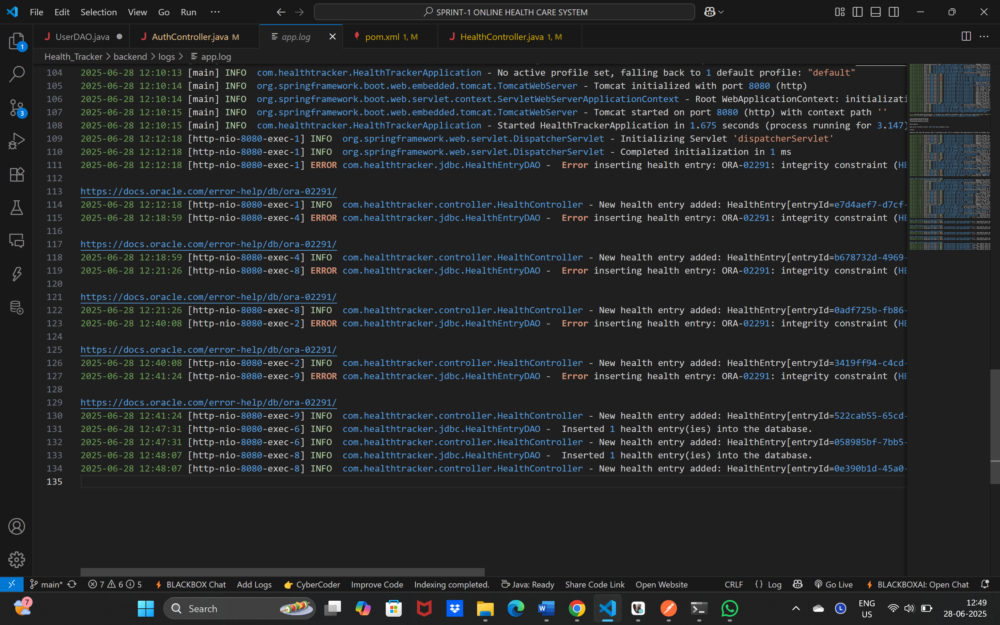 File Edit Selection View Go Run ···
SPRINT-1 ONLINE HEALTH CARE SYSTEM
UserDAO.java
AuthController.java M
app.log
pom.xml 1, M
HealthController.java 1, M
Health_Tracker > backend > logs > app.log
104 2025-06-28 12:10:13 [main] INFO com.healthtracker.HealthTrackerApplication - No active profile set, falling back to 1 default profile: "default"
105 2025-06-28 12:10:14 [main] INFO org.springframework.boot.web.embedded.tomcat.TomcatWebServer - Tomcat initialized with port 8080 (http)
106 2025-06-28 12:10:14 [main] INFO org.springframework.boot.web.servlet.context.ServletWebServerApplicationContext - Root WebApplicationContext: initializati
107 2025-06-28 12:10:15 [main] INFO org.springframework.boot.web.embedded.tomcat.TomcatWebServer - Tomcat started on port 8080 (http) with context path ''
108 2025-06-28 12:10:15 [main] INFO com.healthtracker.HealthTrackerApplication - Started HealthTrackerApplication in 1.675 seconds (process running for 3.147)
109 2025-06-28 12:12:18 [http-nio-8080-exec-1] INFO org.springframework.web.servlet.DispatcherServlet - Initializing Servlet 'dispatcherServlet'
110 2025-06-28 12:12:18 [http-nio-8080-exec-1] INFO org.springframework.web.servlet.DispatcherServlet - Completed initialization in 1 ms
111 2025-06-28 12:12:18 [http-nio-8080-exec-1] ERROR com.healthtracker.jdbc.HealthEntryDAO - Error inserting health entry: ORA-02291: integrity constraint (HE
112
113 https://docs.oracle.com/error-help/db/ora-02291/
114 2025-06-28 12:12:18 [http-nio-8080-exec-1] INFO com.healthtracker.controller.HealthController - New health entry added: HealthEntry[entryId=e7d4aef7-d7cf-
115 2025-06-28 12:18:59 [http-nio-8080-exec-4] ERROR com.healthtracker.jdbc.HealthEntryDAO - Error inserting health entry: ORA-02291: integrity constraint (HE
116
117 https://docs.oracle.com/error-help/db/ora-02291/
118 2025-06-28 12:18:59 [http-nio-8080-exec-4] INFO com.healthtracker.controller.HealthController - New health entry added: HealthEntry[entryId=b678732d-4969-
119 2025-06-28 12:21:26 [http-nio-8080-exec-8] ERROR com.healthtracker.jdbc.HealthEntryDAO - Error inserting health entry: ORA-02291: integrity constraint (HE
120
121 https://docs.oracle.com/error-help/db/ora-02291/
122 2025-06-28 12:21:26 [http-nio-8080-exec-8] INFO com.healthtracker.controller.HealthController - New health entry added: HealthEntry[entryId=0adf725b-fb86-
123 2025-06-28 12:40:08 [http-nio-8080-exec-2] ERROR com.healthtracker.jdbc.HealthEntryDAO - Error inserting health entry: ORA-02291: integrity constraint (HE
124
125 https://docs.oracle.com/error-help/db/ora-02291/
126 2025-06-28 12:40:08 [http-nio-8080-exec-2] INFO com.healthtracker.controller.HealthController - New health entry added: HealthEntry[entryId=3419ff94-c4cd-
127 2025-06-28 12:41:24 [http-nio-8080-exec-9] ERROR com.healthtracker.jdbc.HealthEntryDAO - Error inserting health entry: ORA-02291: integrity constraint (HE
128
129 https://docs.oracle.com/error-help/db/ora-02291/
130 2025-06-28 12:41:24 [http-nio-8080-exec-9] INFO com.healthtracker.controller.HealthController - New health entry added: HealthEntry[entryId=522cab55-65cd-
131 2025-06-28 12:47:31 [http-nio-8080-exec-6] INFO com.healthtracker.jdbc.HealthEntryDAO - Inserted 1 health entry(ies) into the database.
132 2025-06-28 12:47:31 [http-nio-8080-exec-6] INFO com.healthtracker.controller.HealthController - New health entry added: HealthEntry[entryId=058985bf-7bb5-
133 2025-06-28 12:48:07 [http-nio-8080-exec-8] INFO com.healthtracker.jdbc.HealthEntryDAO - Inserted 1 health entry(ies) into the database.
134 2025-06-28 12:48:07 [http-nio-8080-exec-8] INFO com.healthtracker.controller.HealthController - New health entry added: HealthEntry[entryId=0e390b1d-45a0-
135
1
3
main* 7 6 5 BLACKBOX Chat Add Logs CyberCoder Improve Code Indexing completed. Java: Ready Share Code Link Open Website CRLF {} Log Go Live BLACKBOXAI: Open Chat
7
Search
ENG
US
12:49
28-06-2025